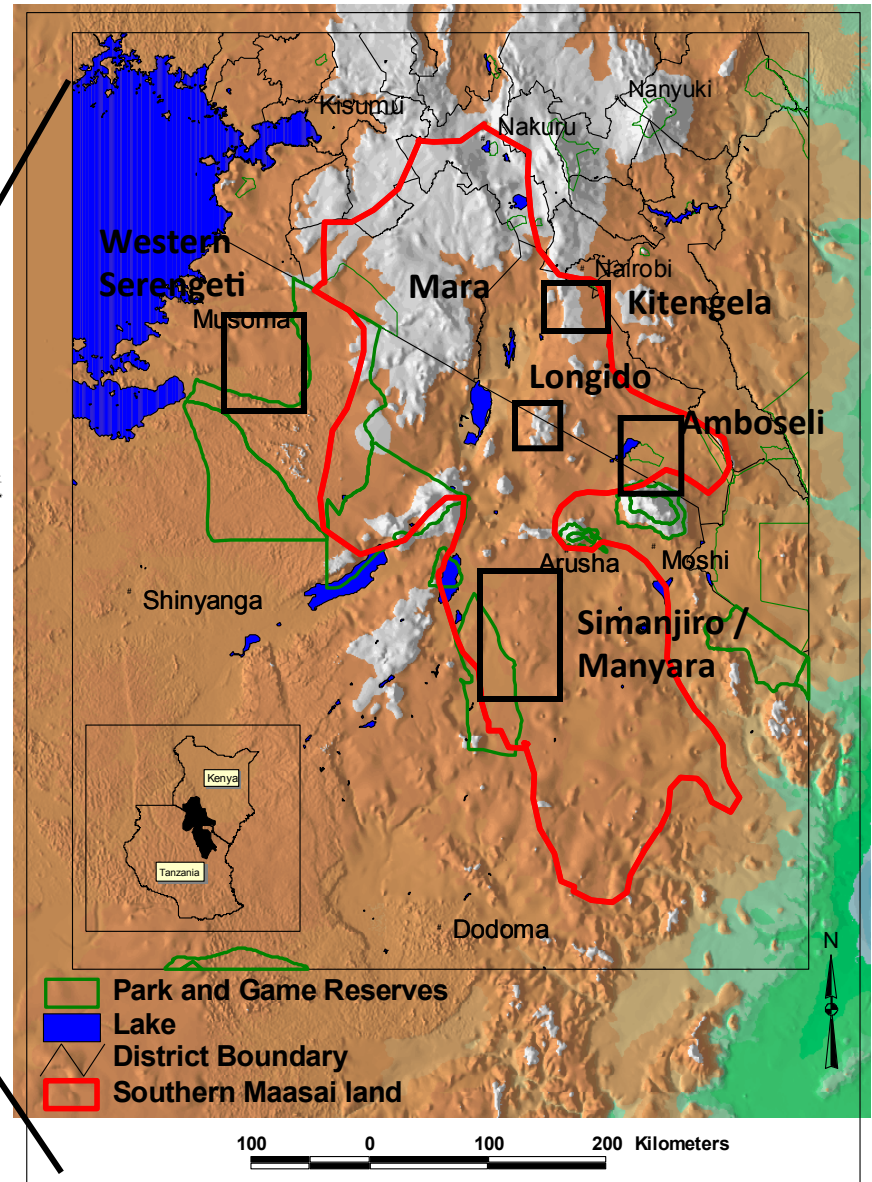 Kisumu
Nanyuki
Nakuru
Western
Serengeti
Mara
Nairobi
Kitengela
Musoma
Longido
Amboseli
Arusha
Moshi
Shinyanga
Simanjiro /
Manyara
Kenya
Tanzania
Dodoma
N
Park and Game Reserves
Lake
District Boundary
Southern Maasai land
100 0 100 200 Kilometers